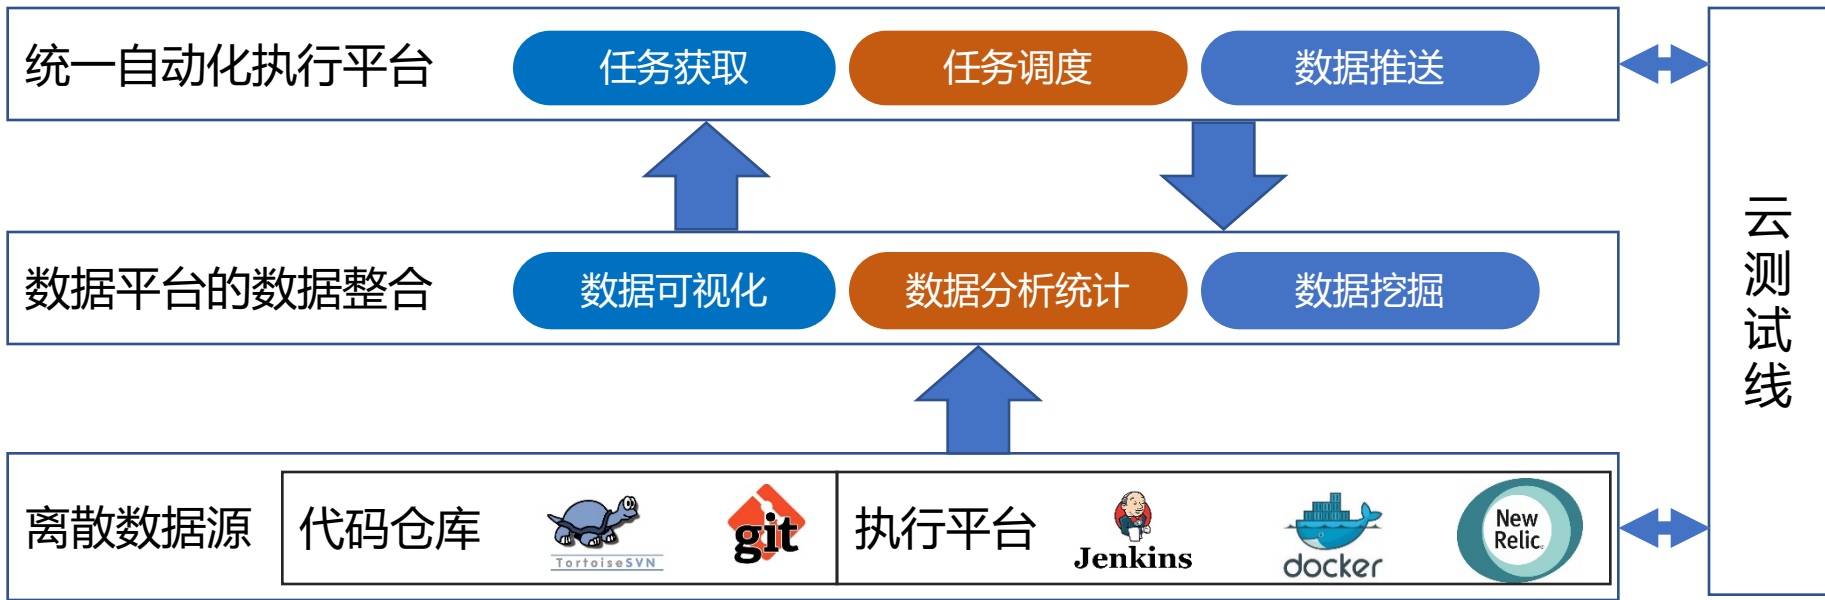 统一自动化执行平台
任务获取
任务调度
数据推送
数据平台的数据整合
数据可视化
数据分析统计
数据挖掘
云测试线
离散数据源
代码仓库
TortoiseSVN
git
执行平台
Jenkins
docker
New
Relic.